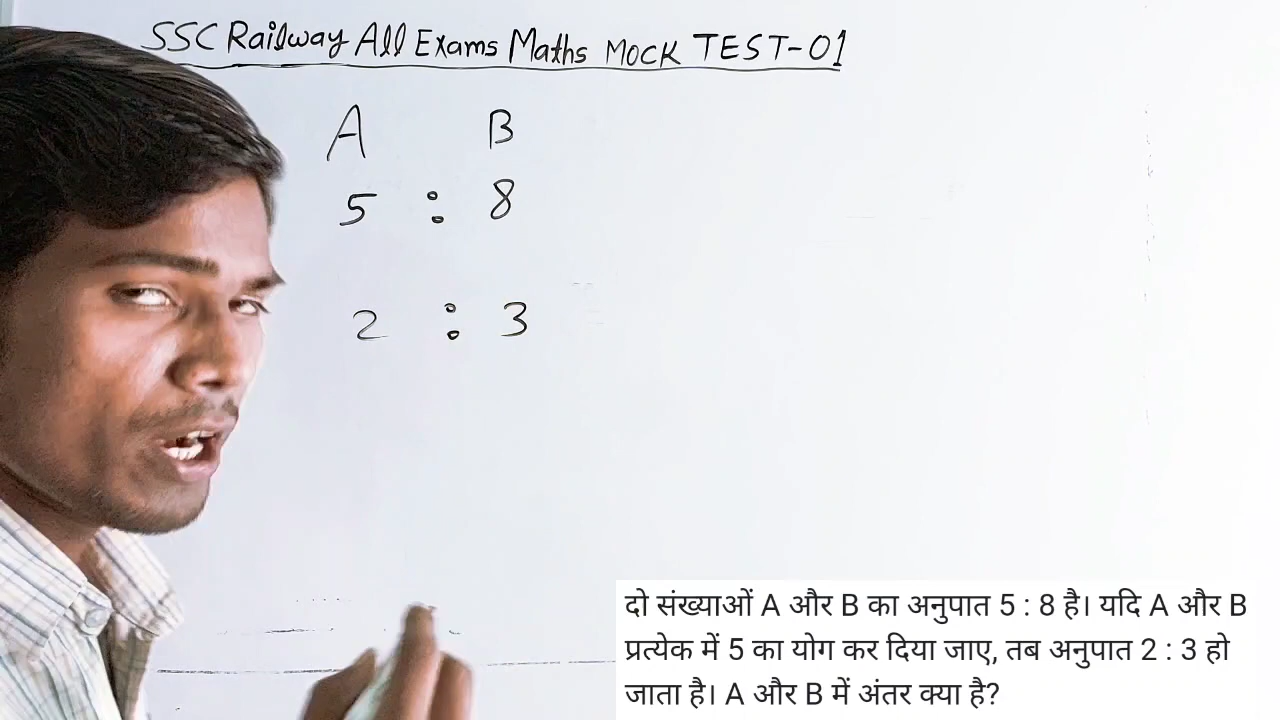 SSC Railway All Exams Maths MOCK TEST-01
A B
5 : 8
2 : 3
दो संख्याओं A और B का अनुपात 5 : 8 है। यदि A और B
प्रत्येक में 5 का योग कर दिया जाए, तब अनुपात 2 : 3 हो
जाता है। A और B में अंतर क्या है?